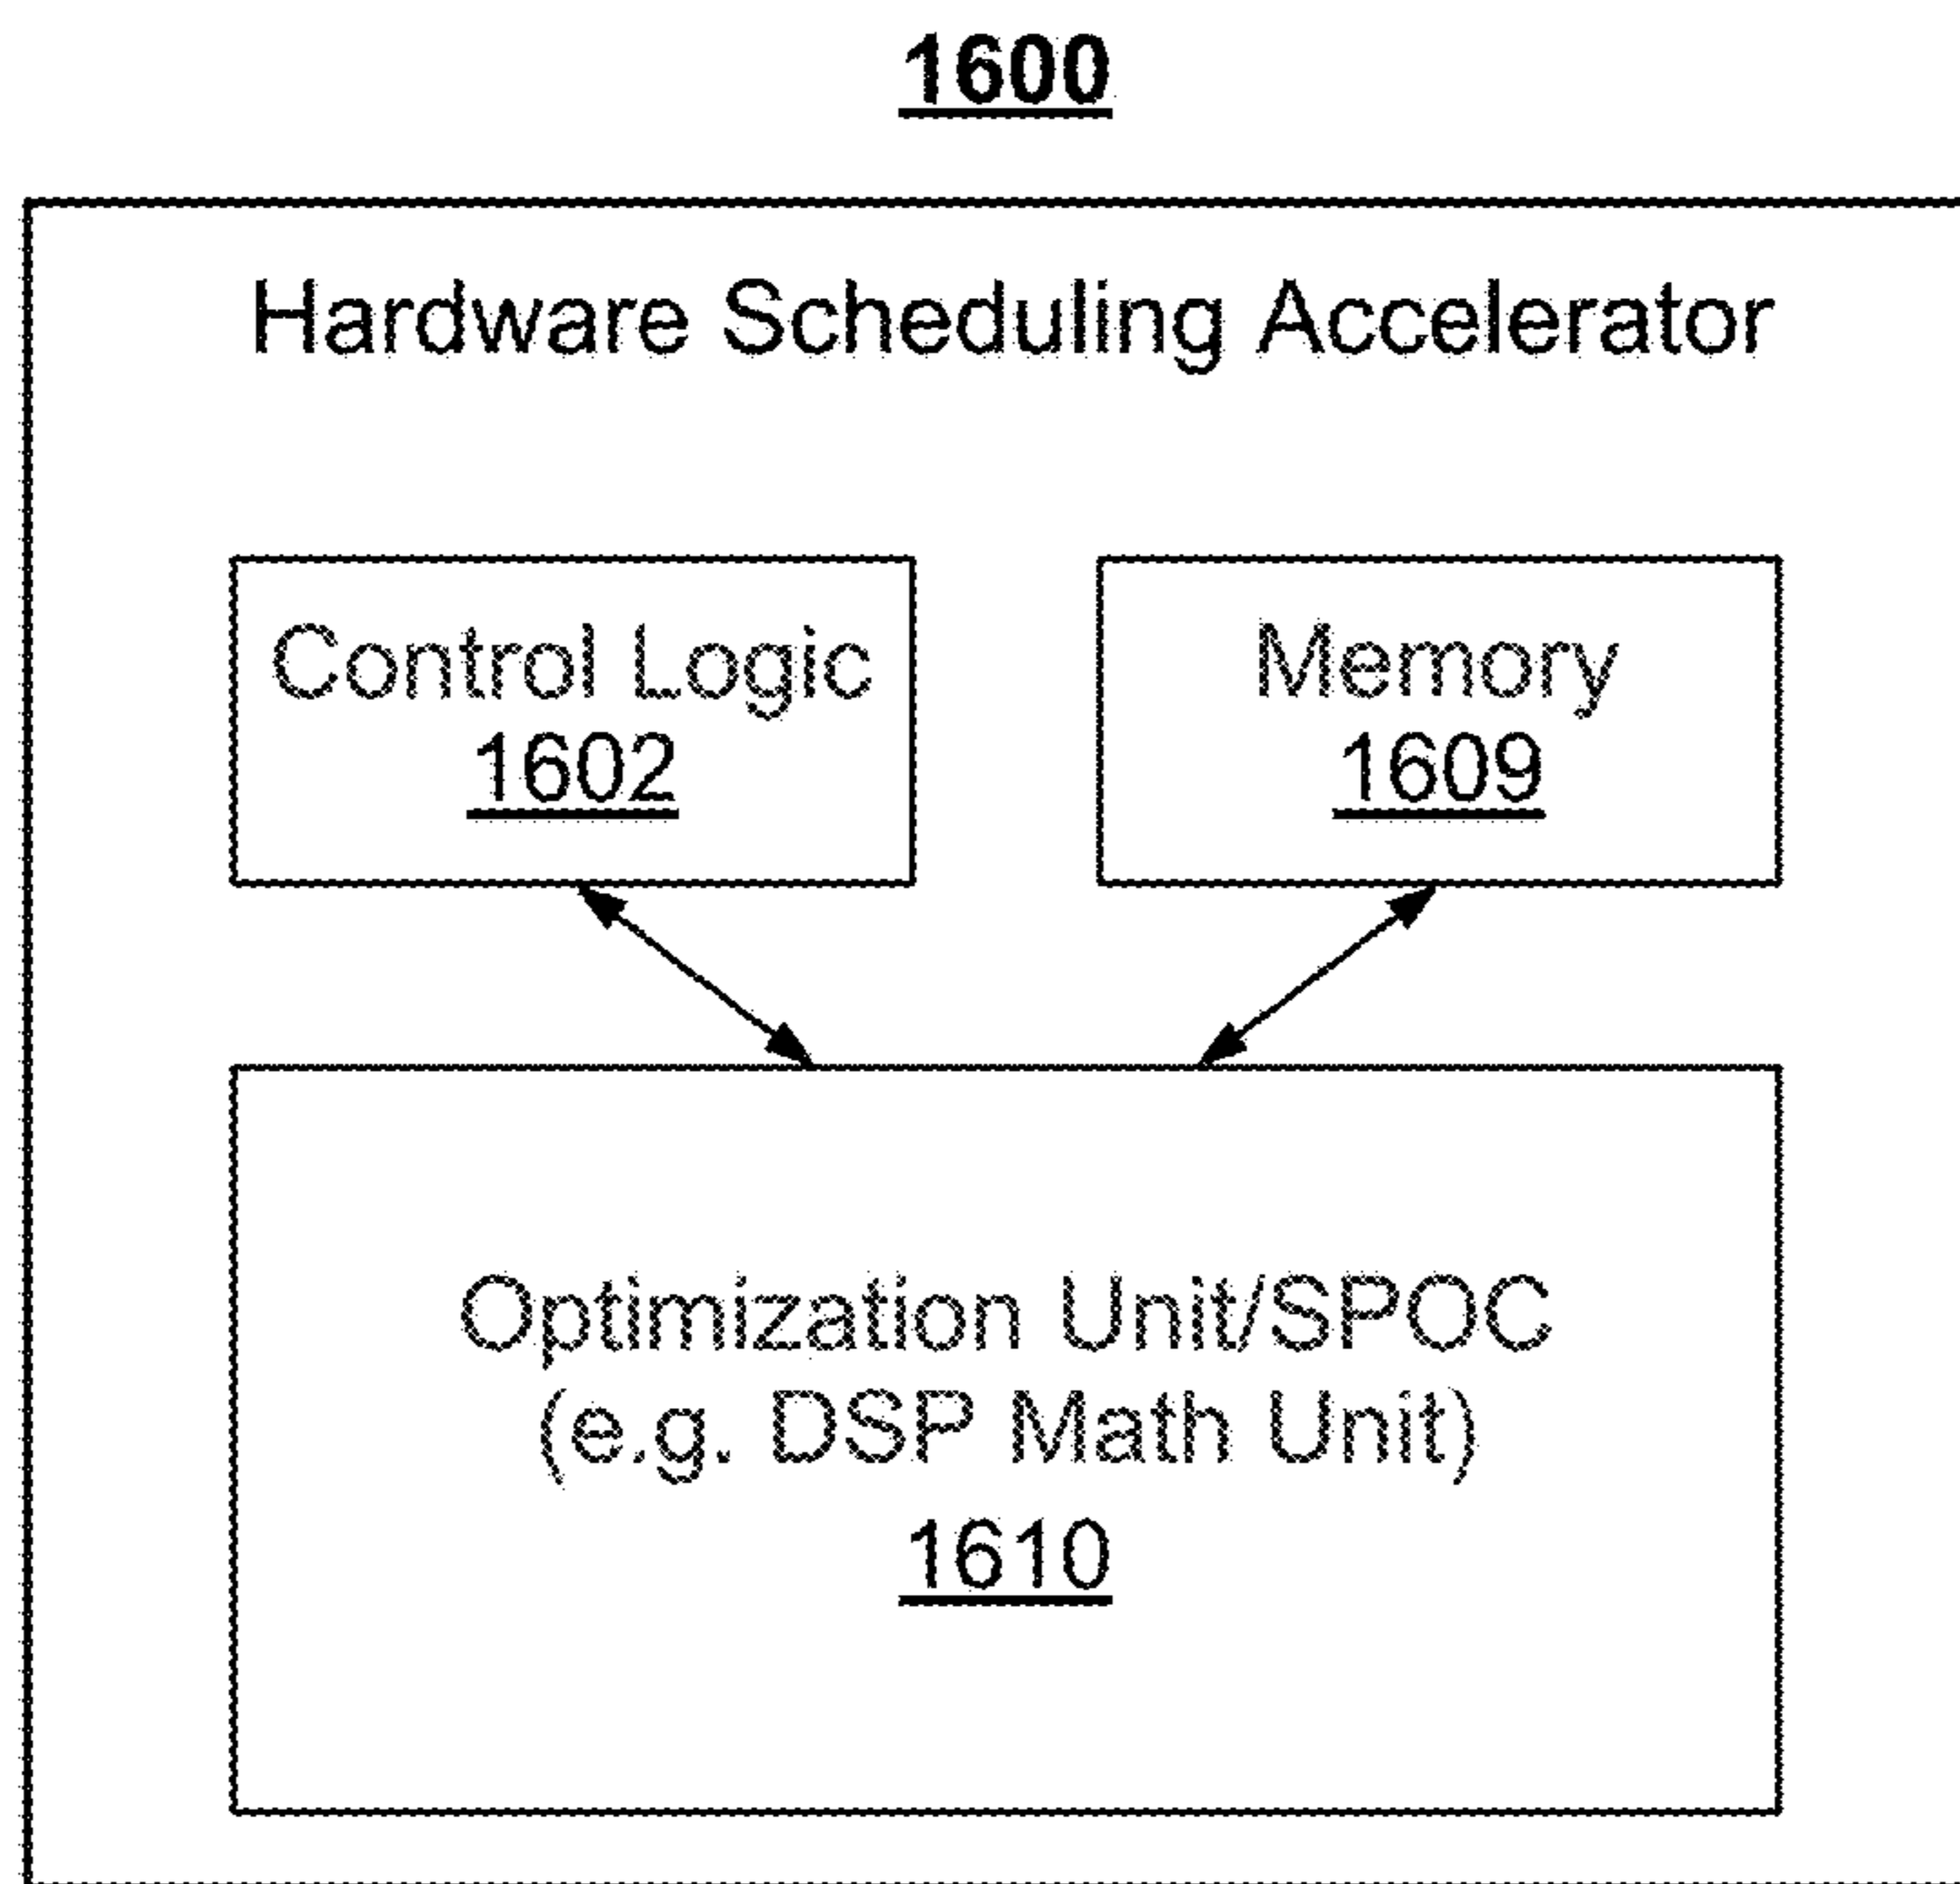 1600
Hardware Scheduling Accelerator
Control Logic
1602
Memory
1609
Optimization Unit/SPOC
(e.g. DSP Math Unit)
1610